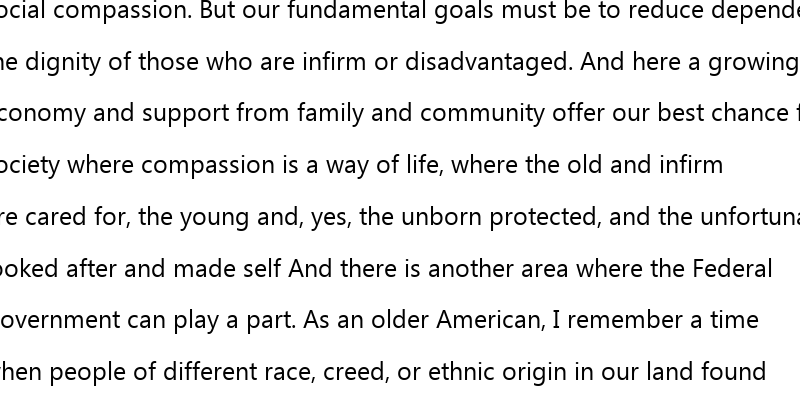 ocial compassion. But our fundamental goals must be to reduce depende
he dignity of those who are infirm or disadvantaged. And here a growing
conomy and support from family and community offer our best chance f
ociety where compassion is a way of life, where the old and infirm
re cared for, the young and, yes, the unborn protected, and the unfortuna
ooked after and made self And there is another area where the Federal
overnment can play a part. As an older American, I remember a time
when people of different race, creed, or ethnic origin in our land found